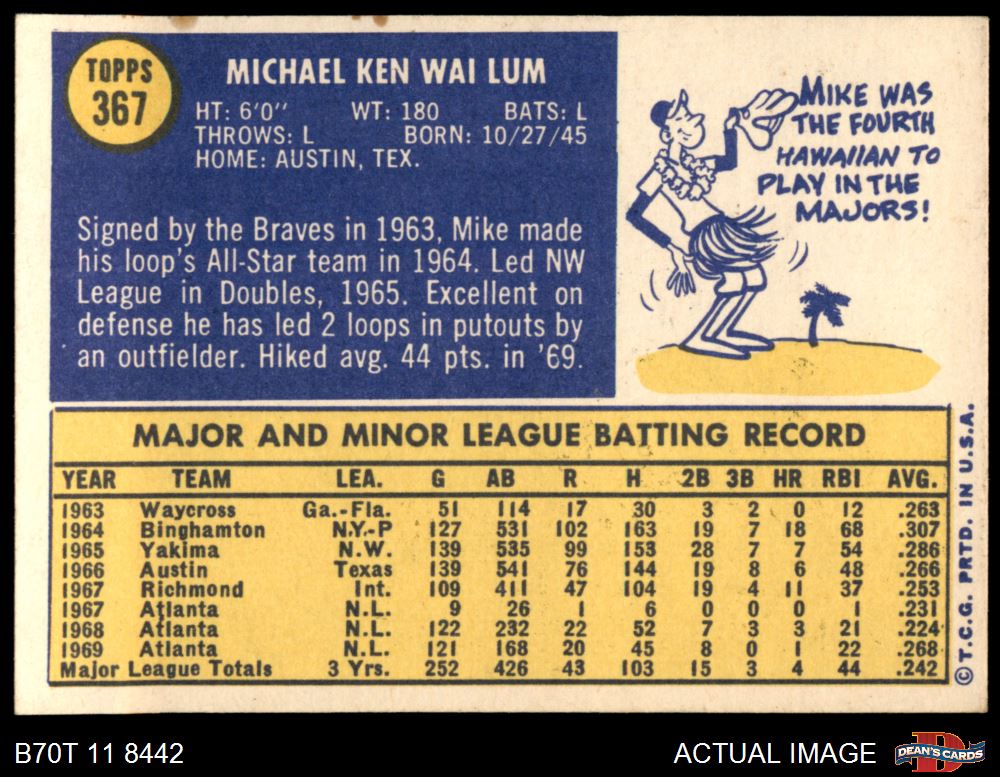 TOPPS
367
MICHAEL KEN WAI LUM
HT: 6'0" WT: 180 BATS: L
THROWS: L BORN: 10/27/45
HOME: AUSTIN, TEX.
Signed by the Braves in 1963, Mike made
his loop's All-Star team in 1964. Led NW
League in Doubles, 1965. Excellent on
defense he has led 2 loops in putouts by
an outfielder. Hiked avg. 44 pts. in '69.
MIKE WAS
THE FOURTH
HAWAIIAN TO
PLAY IN THE
MAJORS!
MAJOR AND MINOR LEAGUE BATTING RECORD
YEAR TEAM LEA. G AB R H 2B 3B HR RBI AVG.
1963 Waycross Ga.-Fla. 51 114 17 30 3 2 0 12 .263
1964 Binghamton N.Y.-P 127 531 102 163 19 7 18 68 .307
1965 Yakima N.W. 139 535 99 153 28 7 7 54 .286
1966 Austin Texas 139 541 76 144 19 8 6 48 .266
1967 Richmond Int. 109 411 47 104 19 4 11 37 .253
1967 Atlanta N.L. 9 26 1 6 0 0 0 1 .231
1968 Atlanta N.L. 122 232 22 52 7 3 3 21 .224
1969 Atlanta N.L. 121 168 20 45 8 0 1 22 .268
Major League Totals 3 Yrs. 252 426 43 103 15 3 4 44 .242
© T.C.G. PRTD. IN U.S.A.
B70T 11 8442
ACTUAL IMAGE
DEAN'S CARDS